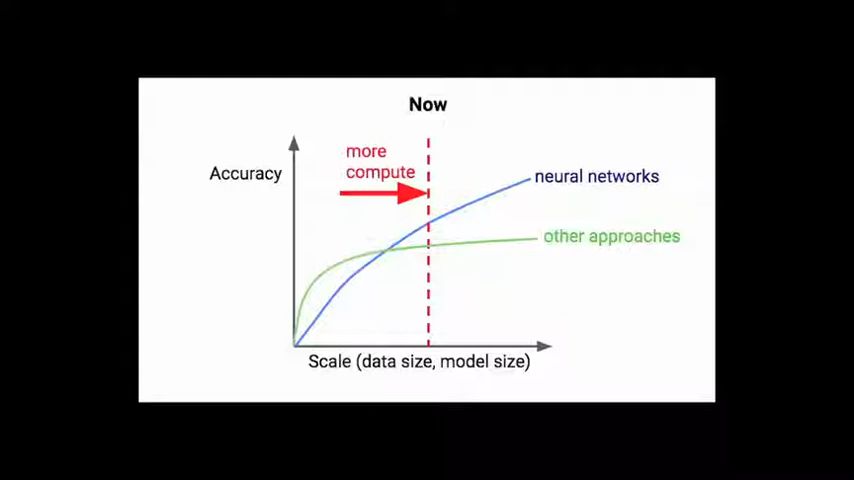 Now
more
compute
Accuracy
neural networks
other approaches
Scale (data size, model size)